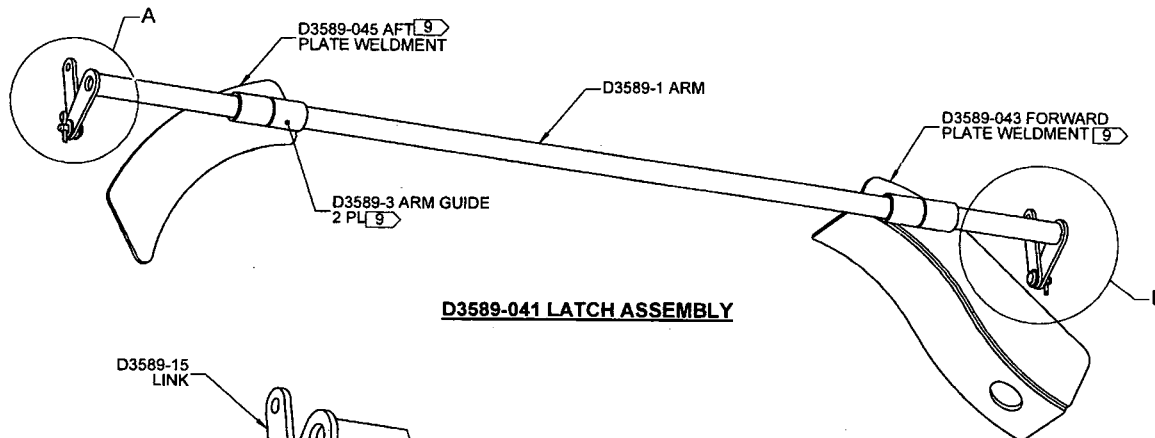 A
D3589-045 AFT 9
PLATE WELDMENT
D3589-1 ARM
D3589-043 FORWARD
PLATE WELDMENT 9
D3589-3 ARM GUIDE
2 PL 9
D3589-041 LATCH ASSEMBLY
D3589-15
LINK